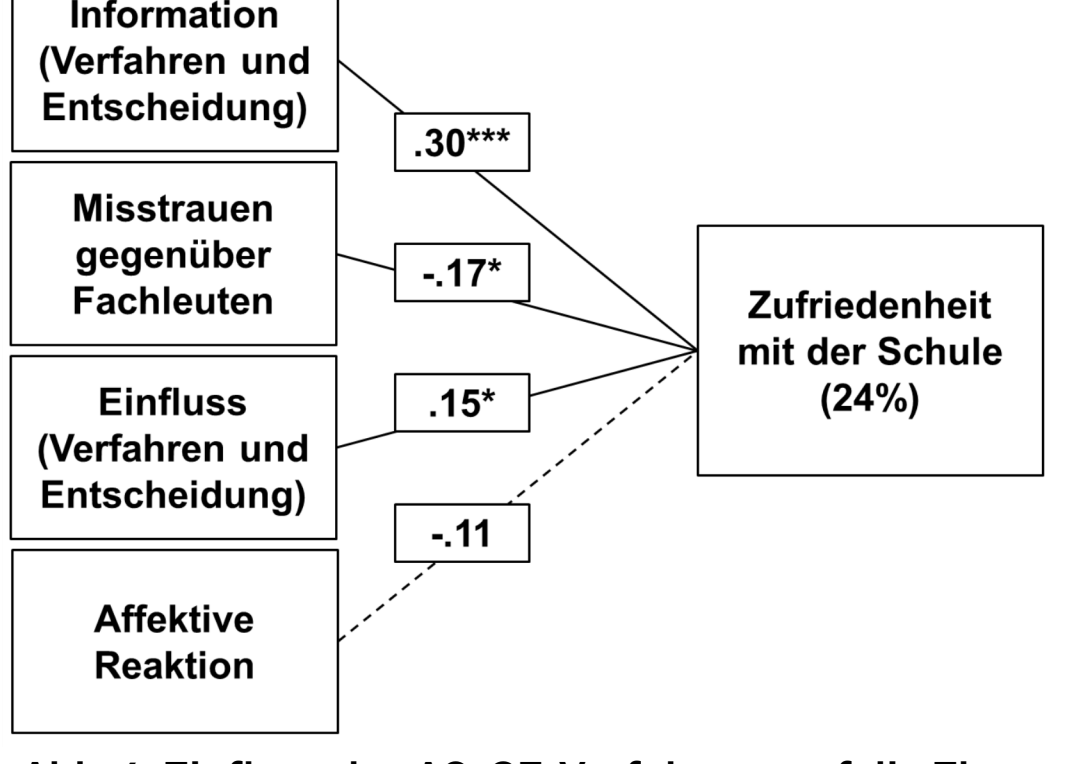 Information
(Verfahren und
Entscheidung)
.30***
Misstrauen
gegenüber
Fachleuten
-.17*
Zufriedenheit
mit der Schule
(24%)
Einfluss
(Verfahren und
Entscheidung)
.15*
-.11
Affektive
Reaktion